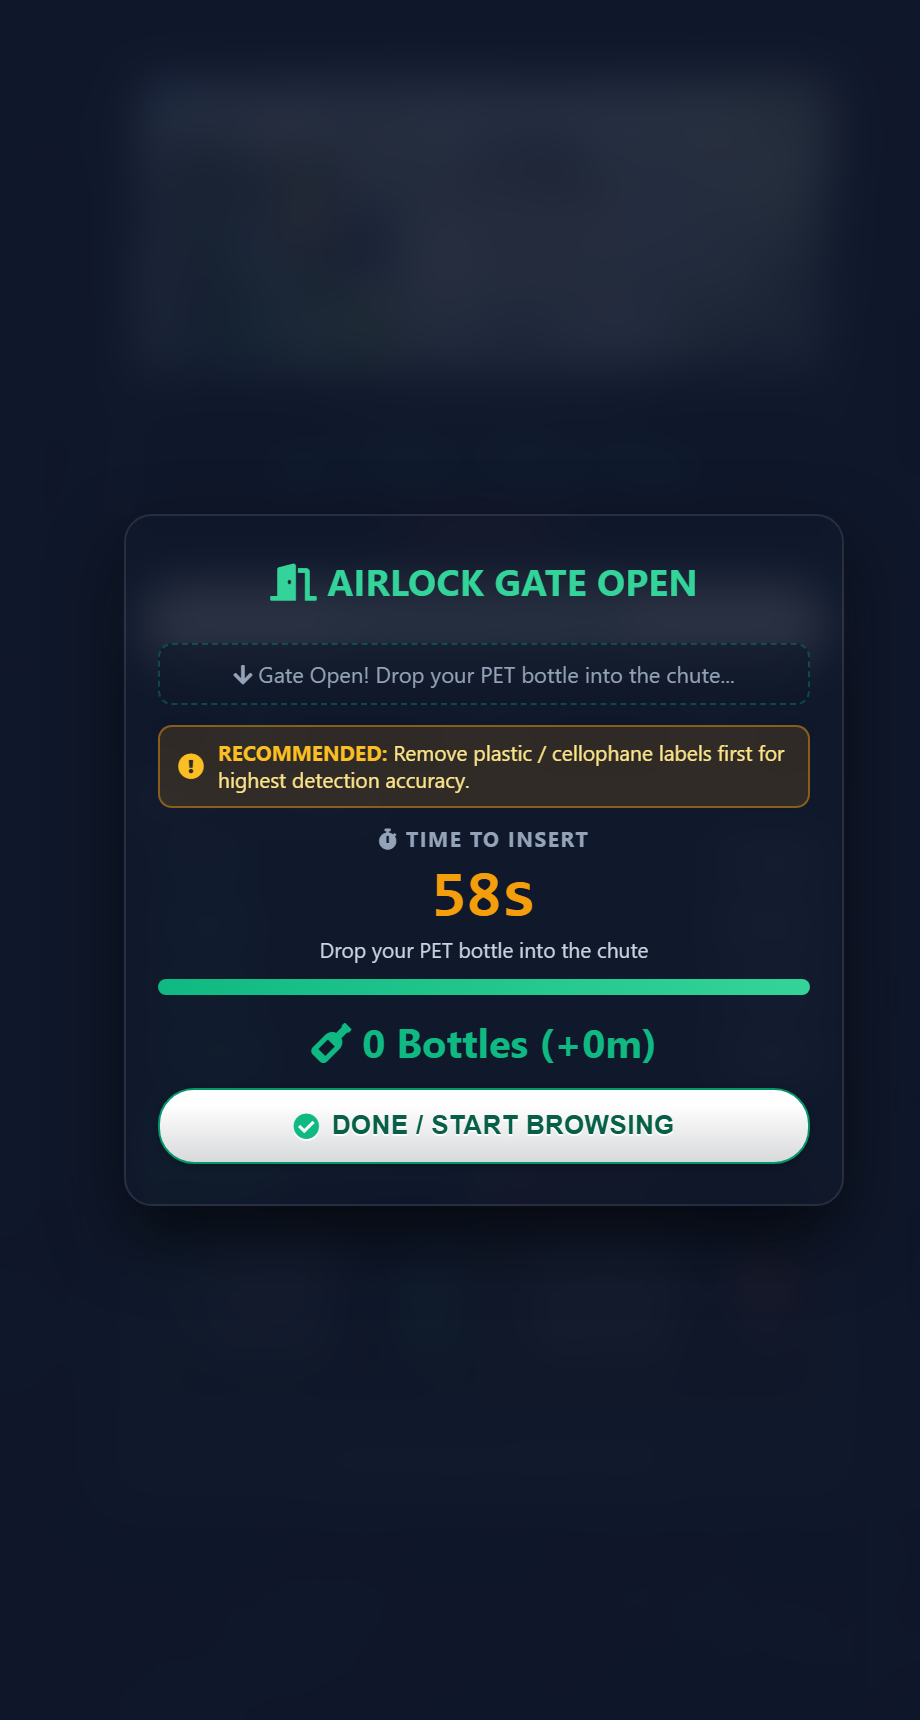 AIRLOCK GATE OPEN
Gate Open! Drop your PET bottle into the chute...
RECOMMENDED: Remove plastic / cellophane labels first for
highest detection accuracy.
TIME TO INSERT
58s
Drop your PET bottle into the chute
0 Bottles (+0m)
DONE / START BROWSING